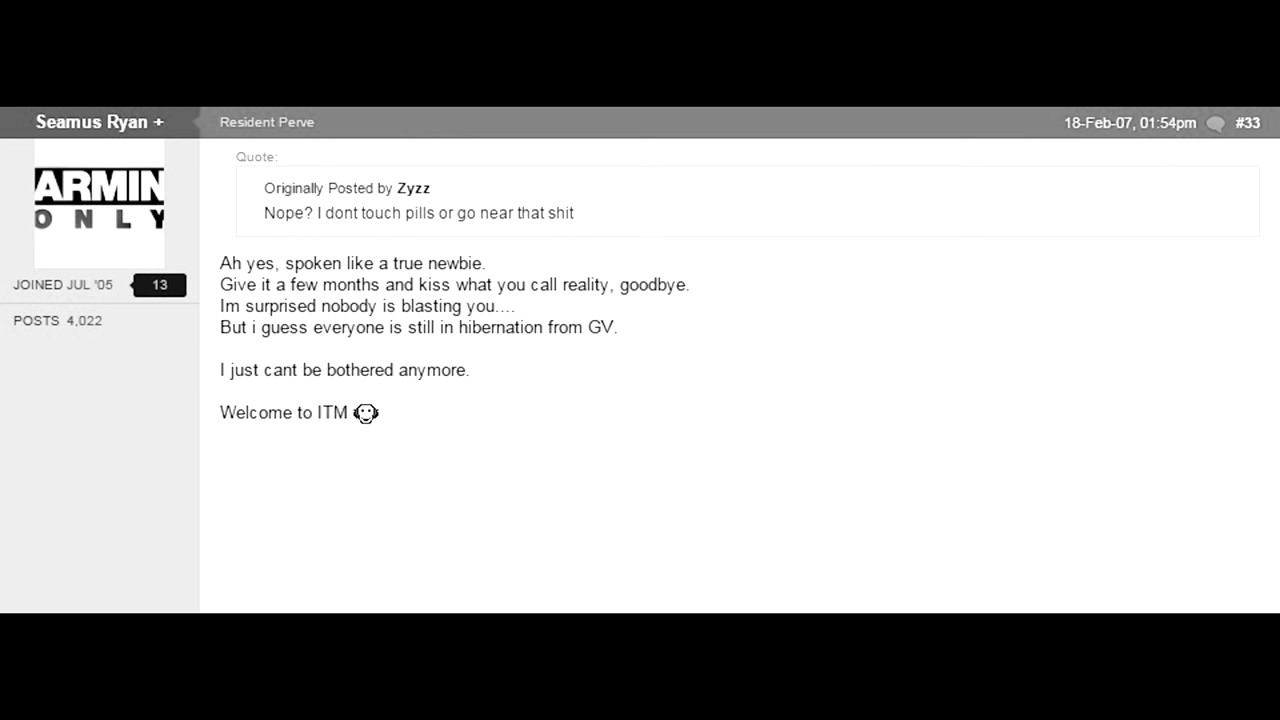 Seamus Ryan + Resident Perve 18-Feb-07, 01:54pm #33
ARMIN
ONLY
JOINED JUL '05 13
POSTS 4,022
Quote:
Originally Posted by Zyzz
Nope? I dont touch pills or go near that shit
Ah yes, spoken like a true newbie.
Give it a few months and kiss what you call reality, goodbye.
Im surprised nobody is blasting you....
But i guess everyone is still in hibernation from GV.
I just cant be bothered anymore.
Welcome to ITM